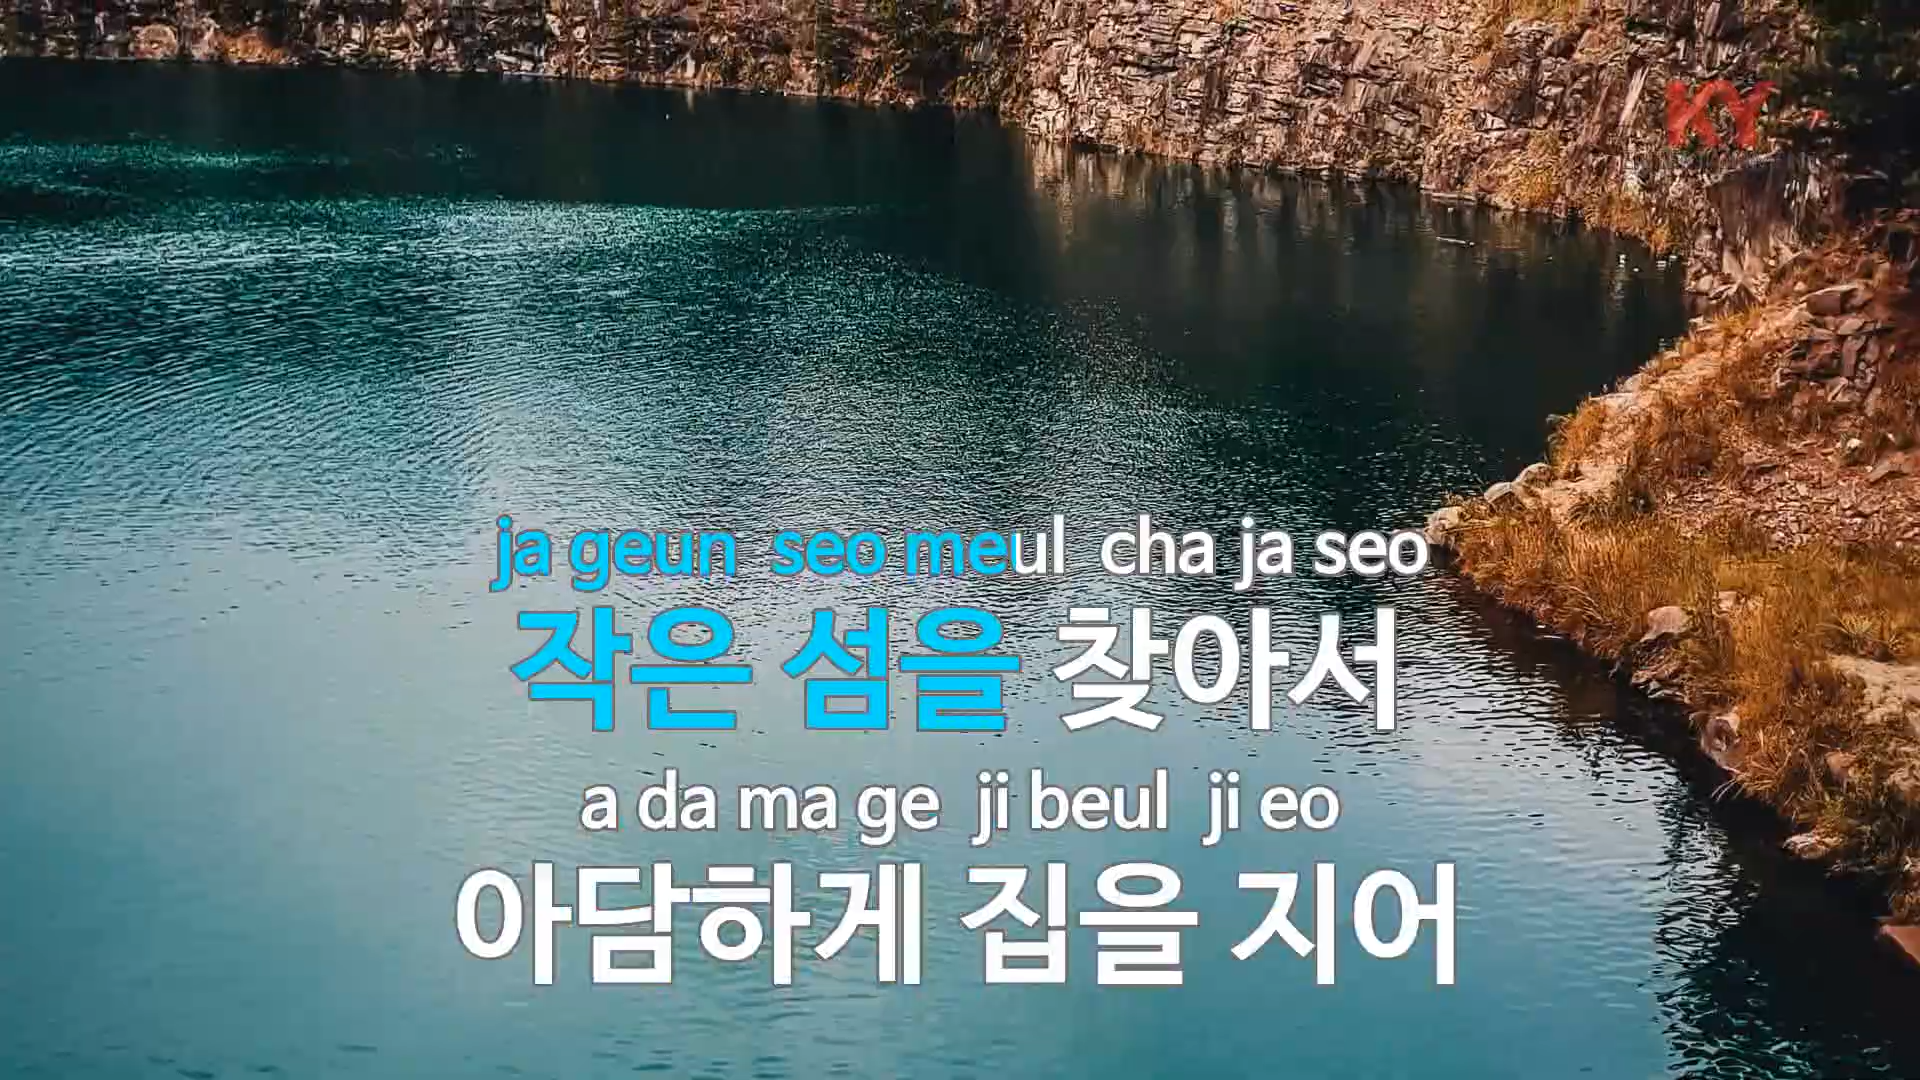 KY
ja geun seo meul cha ja seo
작은 섬을 찾아서
a da ma ge ji beul ji eo
아담하게 집을 지어